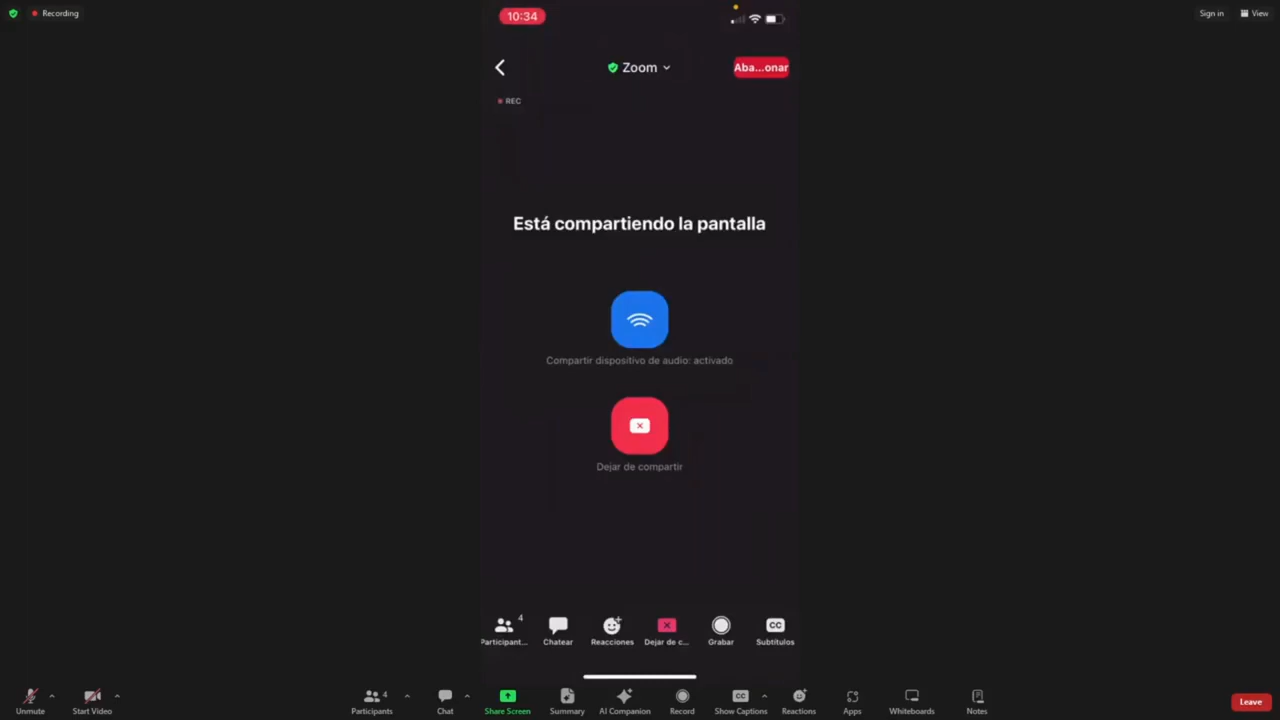 Recording
Sign in
View
10:34
Zoom
Aba...onar
REC
Está compartiendo la pantalla
Compartir dispositivo de audio: activado
Dejar de compartir
4
Participant...
Chatear
Reacciones
Dejar de c...
Grabar
CC
Subtítulos
Unmute
Start Video
4
Participants
Chat
Share Screen
Summary
AI Companion
Record
CC
Show Captions
Reactions
Apps
Whiteboards
Notes
Leave